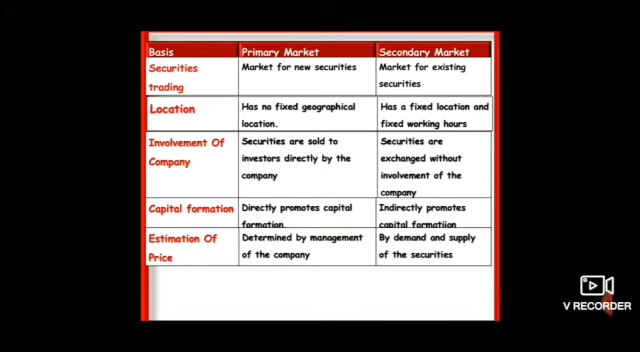 Basis Primary Market Secondary Market
Securities Market for new securities Market for existing
trading securities
Location Has no fixed geographical Has a fixed location and
location. fixed working hours
Involvement Of Securities are sold to Securities are
Company investors directly by the exchanged without
company involvement of the
company
Capital formation Directly promotes capital Indirectly promotes
formation. capital formatiion
Estimation Of Determined by management By demand and supply
Price of the company of the securities
V RECORDER